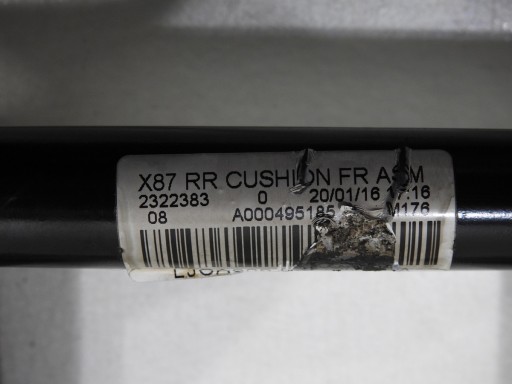 X87 RR CUSHION FR ASM
2322383 0 20/01/16
08 A000495185 M176